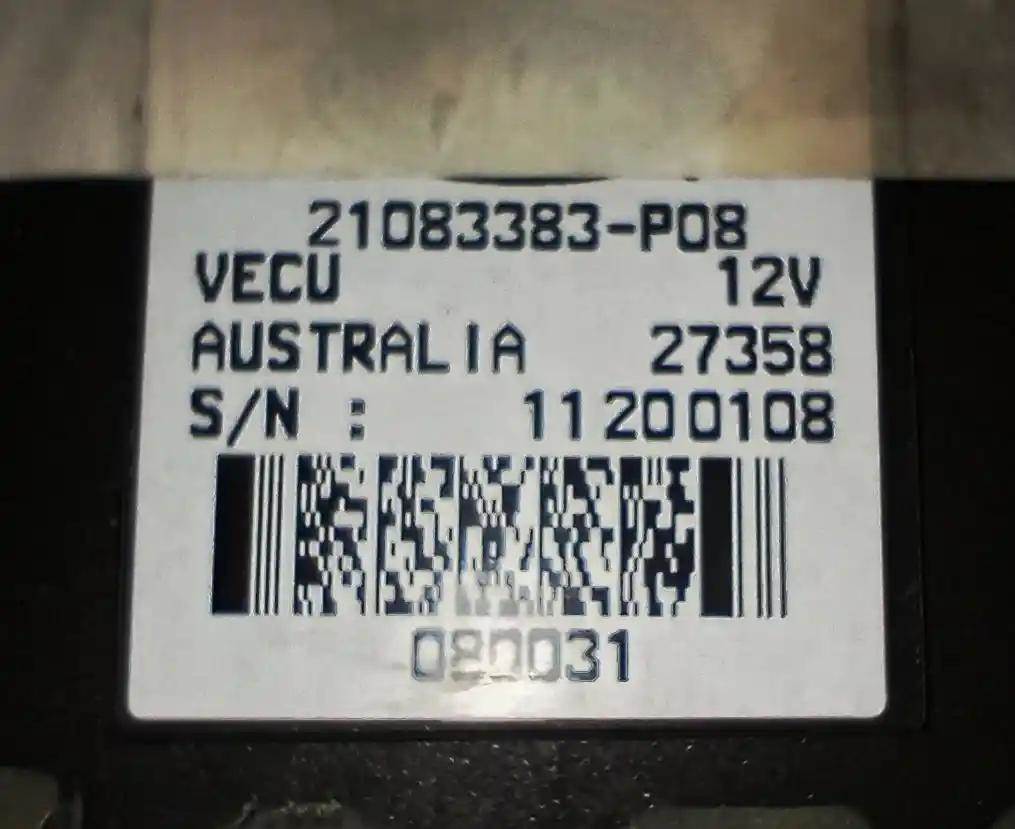 21083383-P08
VECU 12V
AUSTRALIA 27358
S/N : 11200108
080031